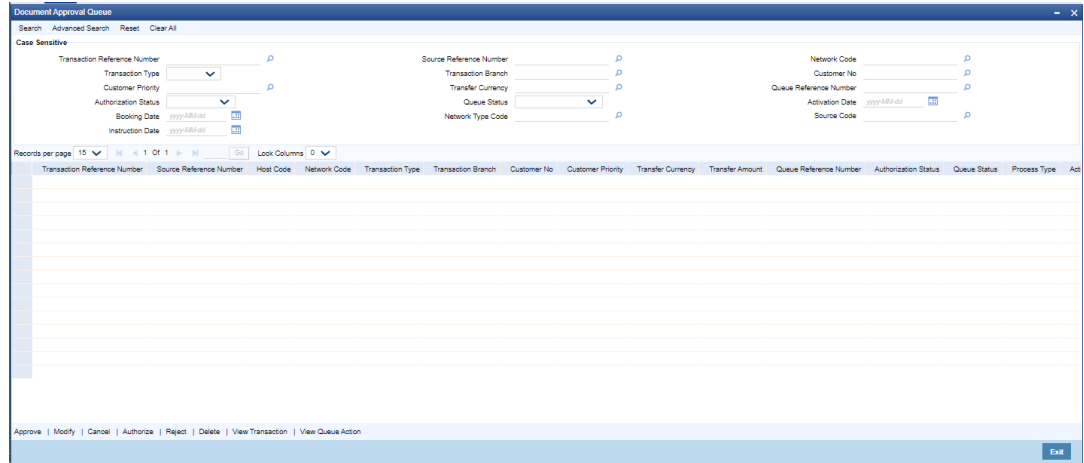 Document Approval Queue
Search Advanced Search Reset Clear All
Case Sensitive
Transaction Reference Number Source Reference Number Network Code
Transaction Type Transaction Branch Customer No
Customer Priority Transfer Currency Queue Reference Number
Authorization Status Queue Status Activation Date yyyy-MM-dd
Booking Date yyyy-MM-dd Network Type Code Source Code
Instruction Date yyyy-MM-dd
Records per page 15 1 Of 1 Go Lock Columns 0
Transaction Reference Number Source Reference Number Host Code Network Code Transaction Type Transaction Branch Customer No Customer Priority Transfer Currency Transfer Amount Queue Reference Number Authorization Status Queue Status Process Type Acti
Approve | Modify | Cancel | Authorize | Reject | Delete | View Transaction | View Queue Action
Exit